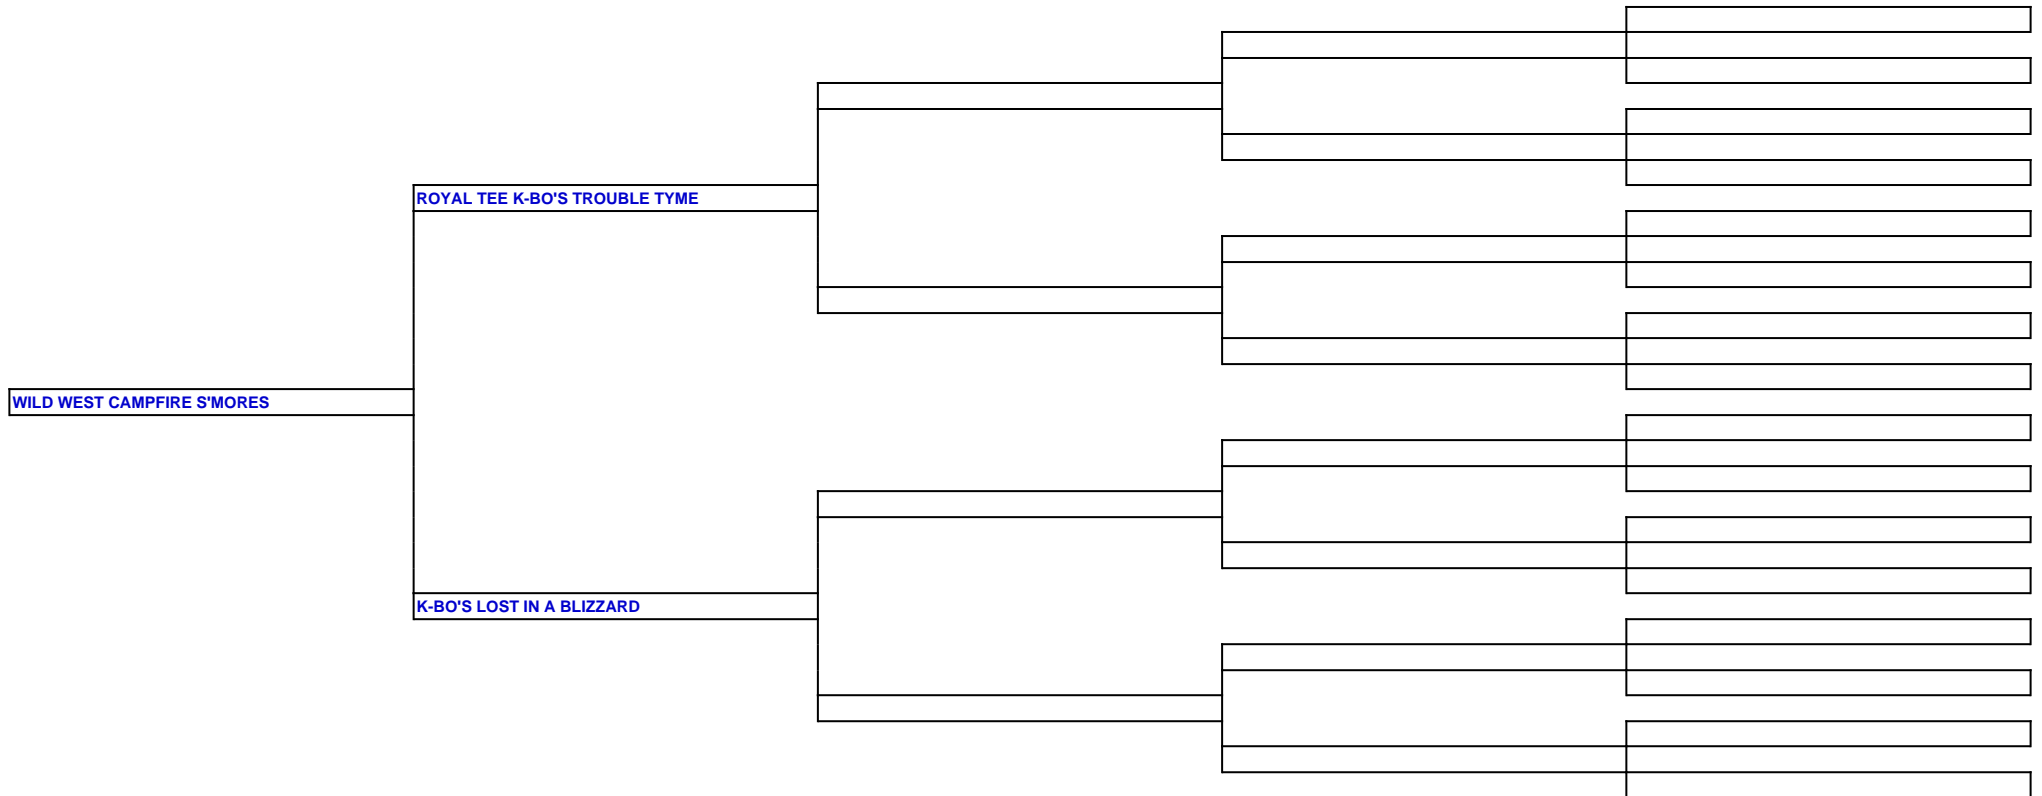 ROYAL TEE K-BO'S TROUBLE TYME
WILD WEST CAMPFIRE S'MORES
K-BO'S LOST IN A BLIZZARD